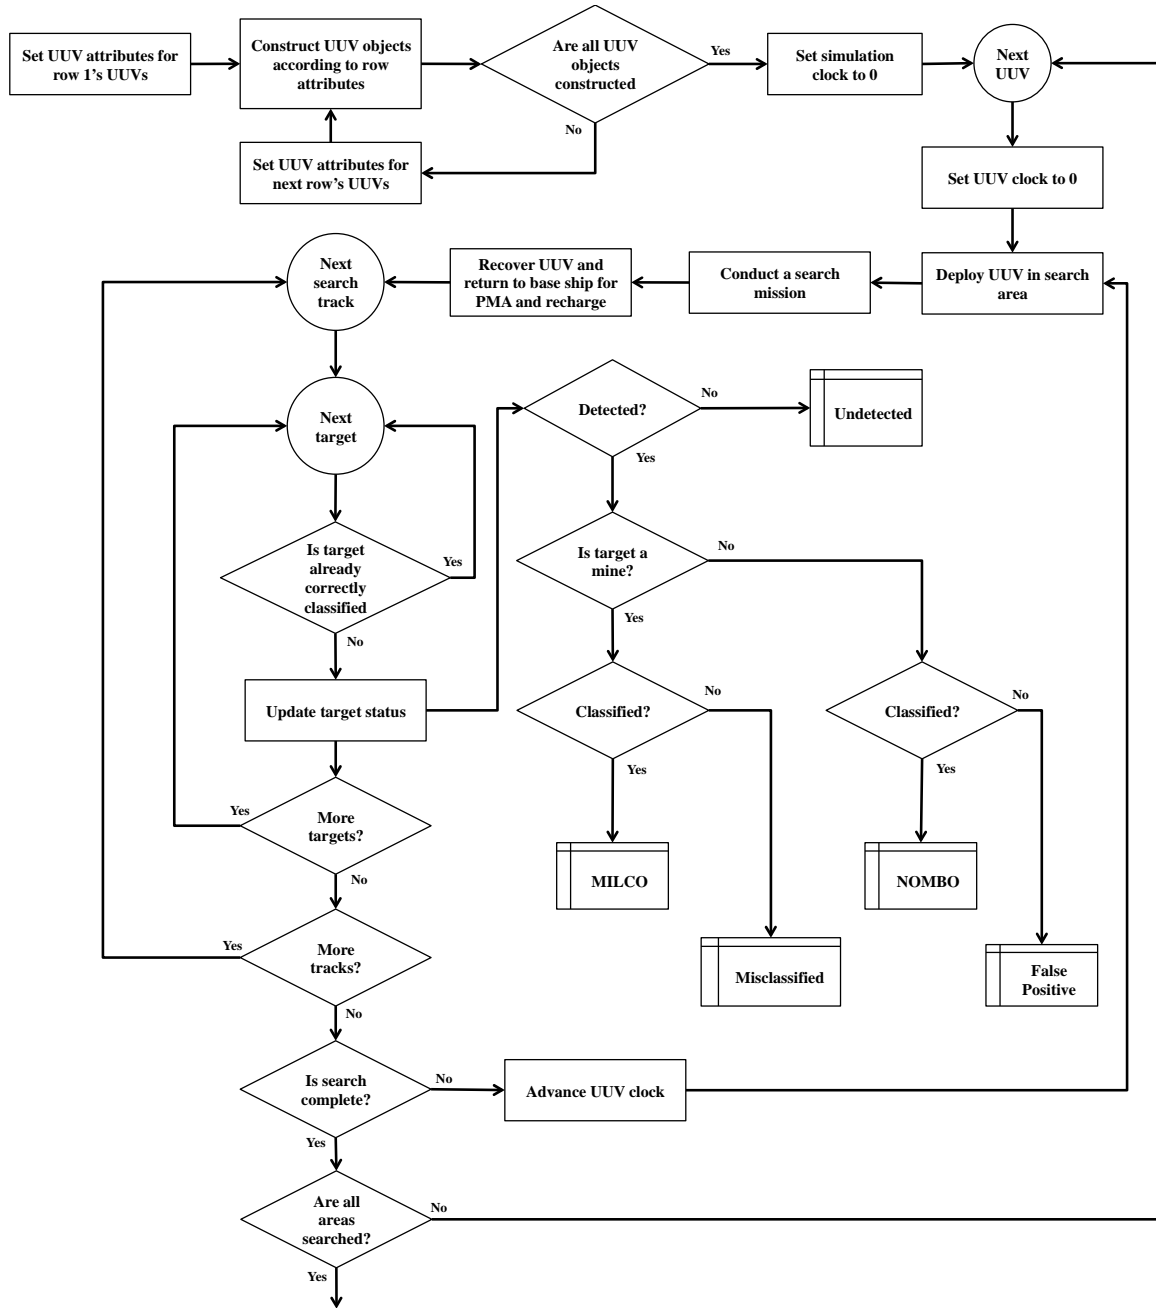 Set UUV attributes for
row 1's UUVs
Construct UUV objects
according to row
attributes
Are all UUV
objects
constructed
Yes
Set simulation
clock to 0
Next
UUV
No
Set UUV attributes for
next row's UUVs
Set UUV clock to 0
Next
search
track
Recover UUV and
return to base ship for
PMA and recharge
Conduct a search
mission
Deploy UUV in search
area
Next
target
Detected?
No
Undetected
Yes
Is target
already
correctly
classified
Yes
Is target a
mine?
No
Yes
No
Update target status
Classified?
No
Classified?
No
Yes
Yes
More
targets?
Yes
No
MILCO
NOMBO
More
tracks?
Yes
No
Misclassified
False
Positive
Is search
complete?
No
Advance UUV clock
Yes
Are all
areas
searched?
No
Yes